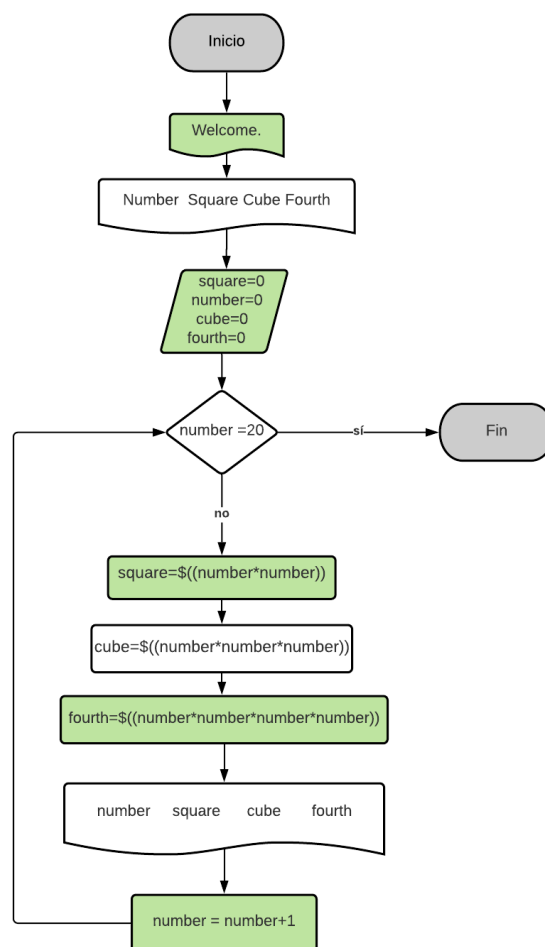 Inicio
Welcome.
Number Square Cube Fourth
square=0
number=0
cube=0
fourth=0
number =20
sí
Fin
no
square=$((number*number))
cube=$((number*number*number))
fourth=$((number*number*number*number))
number square cube fourth
number = number+1